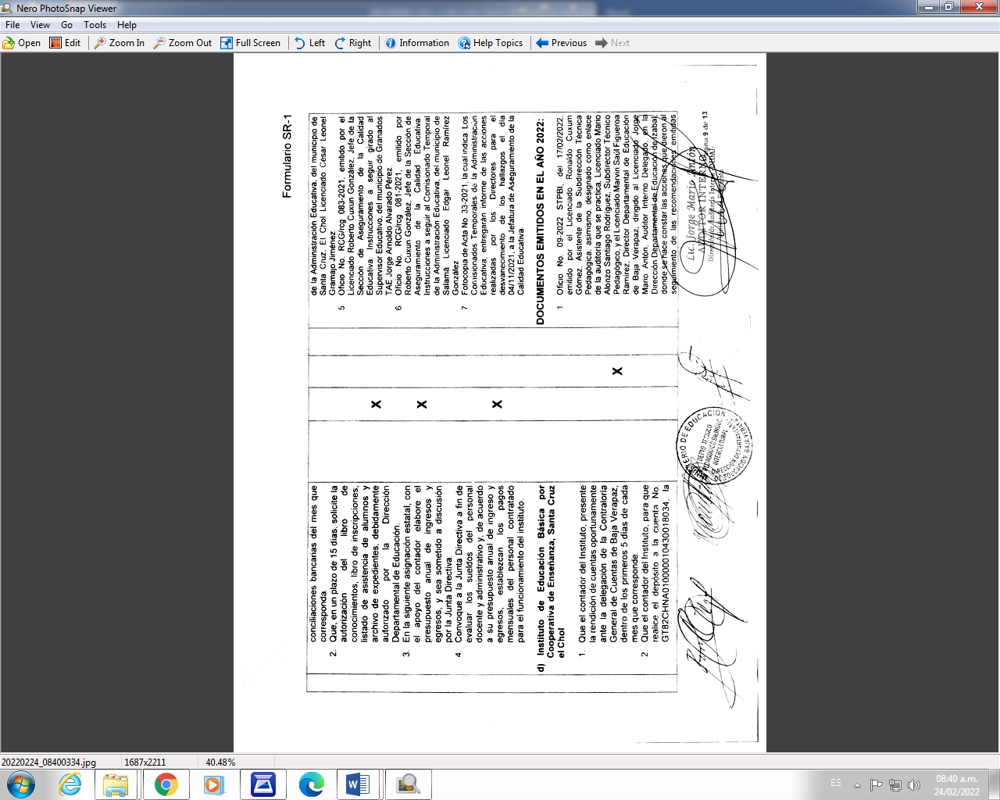 Nero PhotoSnap Viewer
File View Go Tools Help
Open Edit Zoom In Zoom Out Full Screen Left Right Information Help Topics Previous Next
Formulario SR-1
conciliaciones bancarias del mes que
corresponda.
2. Que, en un plazo de 15 días, solicite la
autorización del libro de
conocimientos, libro de inscripciones,
listado de asistencia de alumnos y
archivo de expedientes, debidamente
autorizado por la Dirección
Departamental de Educación.
3. En la siguiente asignación estatal, con
el apoyo del contador elabore el
presupuesto anual de ingresos y
egresos, y sea sometido a discusión
por la Junta Directiva.
4. Convoque a la Junta Directiva a fin de
evaluar los sueldos del personal
docente y administrativo y, de acuerdo
a su presupuesto anual de ingreso y
egresos, establezcan los pagos
mensuales del personal contratado
para el funcionamiento del instituto.
d) Instituto de Educación Básica por
Cooperativa de Enseñanza, Santa Cruz
el Chol
1. Que el contador del Instituto, presente
la rendición de cuentas oportunamente
ante la delegación de la Contraloría
General de Cuentas de Baja Verapaz,
dentro de los primeros 5 días de cada
mes que corresponde.
2. Que el contador del Instituto, para que
realice el depósito a la cuenta No.
GT82CHNA010000010430018034, la
X
X
X
X
de la Administración Educativa, del municipio de
Santa Cruz, El Chol Licenciado César Leonel
Gramajo Jiménez.
5. Oficio No. RCG/rcg 083-2021, emitido por el
Licenciado Roberto Cuxun González, Jefe de la
Sección de Aseguramiento de la Calidad
Educativa. Instrucciones a seguir girado al
Supervisor Educativo, del municipio de Granados
TAE Jorge Arnoldo Alvarado Pérez.
6 Oficio No. RCG/rcg 081-2021, emitido por
Roberto Cuxun González. Jefe de la Sección de
Aseguramiento de la Calidad Educativa.
Instrucciones a seguir al Comisionado Temporal
de la Administración Educativa, del municipio de
Salamá Licenciado Edgar Leonel Ramírez
González
7 Fotocopia de Acta No 33-2021, la cual indica Los
Comisionados Temporales de la Administración
Educativa, entregarán informe de las acciones
realizadas por los Directores para el
desvanecimiento de los hallazgos el día
04/11/2021, a la Jefatura de Aseguramiento de la
Calidad Educativa.
DOCUMENTOS EMITIDOS EN EL AÑO 2022:
1 Oficio No. 09-2022 STPBI, del 17/02/2022.
emitido por el Licenciado Ronaldo Cuxum
Gómez, Asistente de la Subdirección Técnica
Pedagógica, asimismo, designado como enlace
de la auditoría que se practica, Licenciado Mario
Alonzo Santiago Rodríguez, Subdirector Técnico
Pedagógico, y el Licenciado Marvin Saúl Figueroa
Ramírez, Director Departamental de Educación
de Baja Verapaz, dirigido al Licenciado Jorge
Mario Antón, Auditor Interno Delegado, en la
Dirección Departamental de Educación de Izabal,
donde se hace constar las acciones que dieron al
seguimiento de las recomendaciones emitidas
Página 9 de 13
Lic. Jorge Mario Antón
AUDITOR INTERNO
MINISTERIO DE EDUCACION
DEPTO TECNICO
PEDAGOGICO BILINGUE
INTERCULTURAL
DIRECCION DEPARTAMENTAL
DE EDUCACION, BAJA VERAPAZ
20220224_08400334.jpg 1687x2211 40.48%
ES 08:40 a.m.
24/02/2022